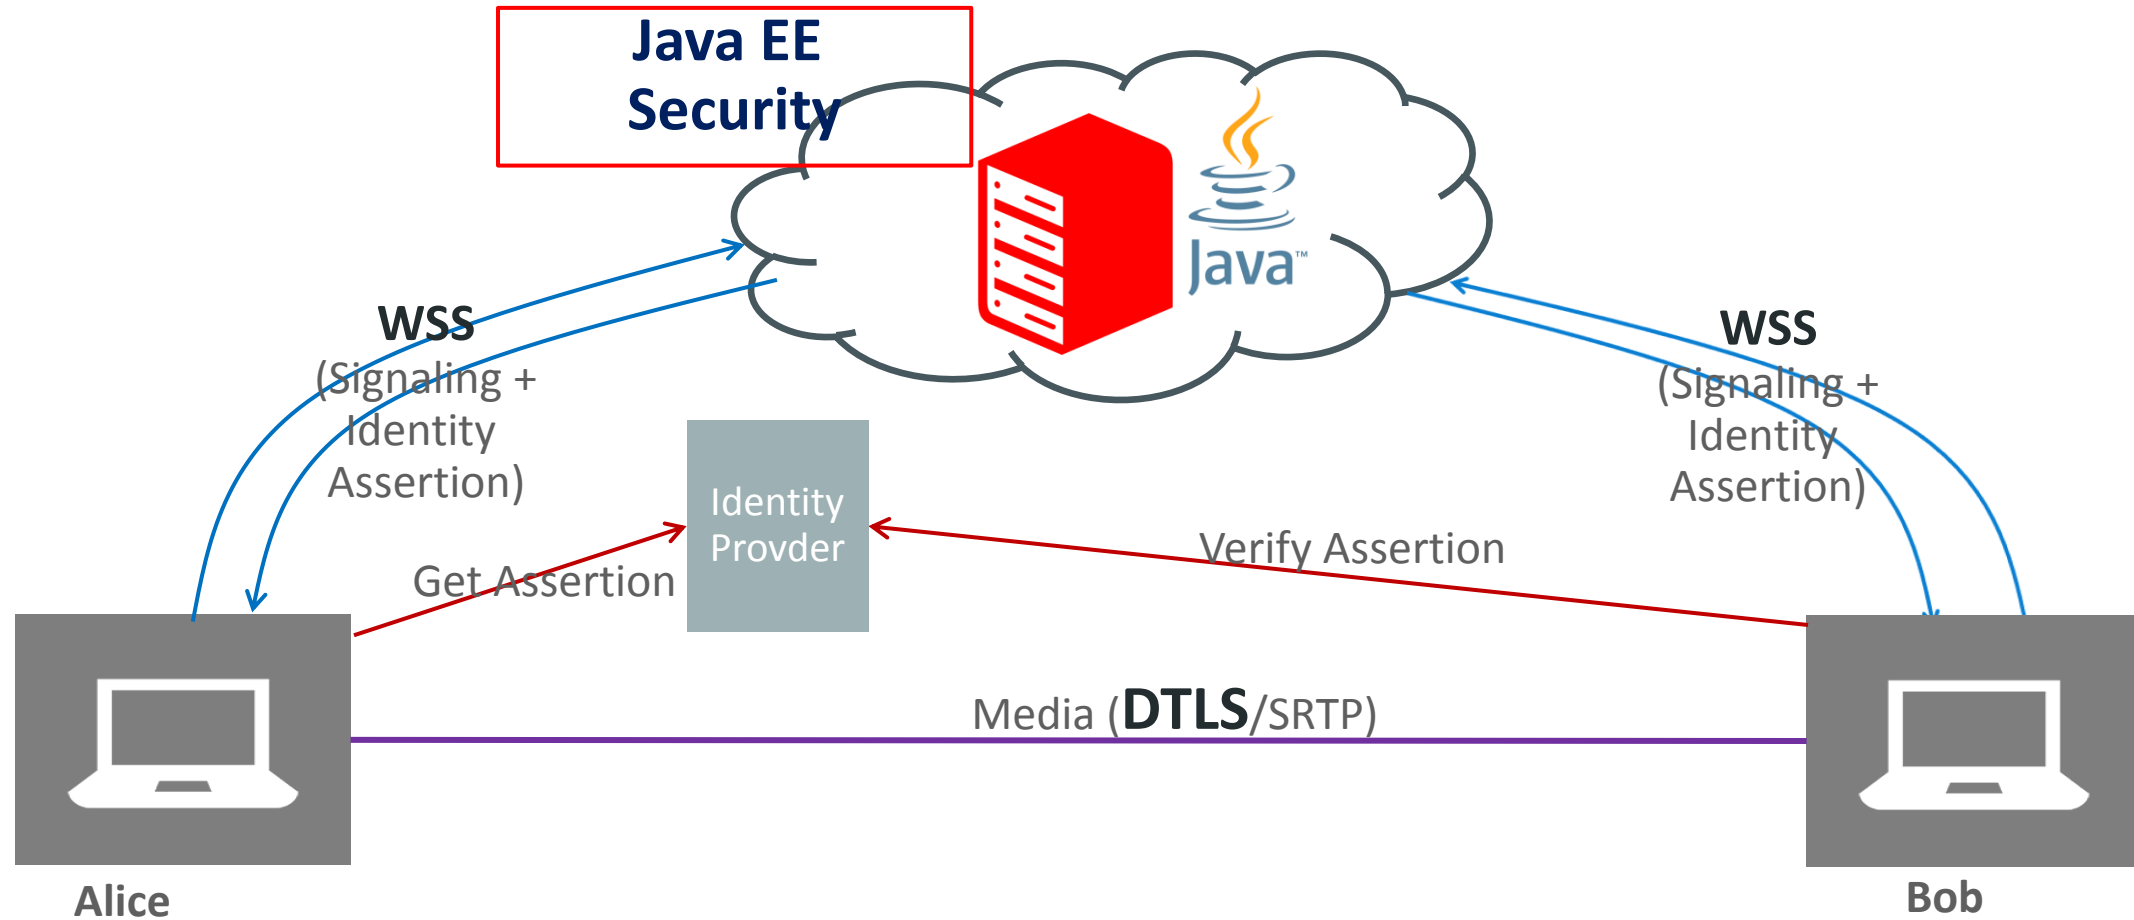 Java EE
Security
Java™
WSS
(Signaling +
Identity
Assertion)
WSS
(Signaling +
Identity
Assertion)
Identity
Provder
Get Assertion
Verify Assertion
Media (DTLS/SRTP)
Alice
Bob